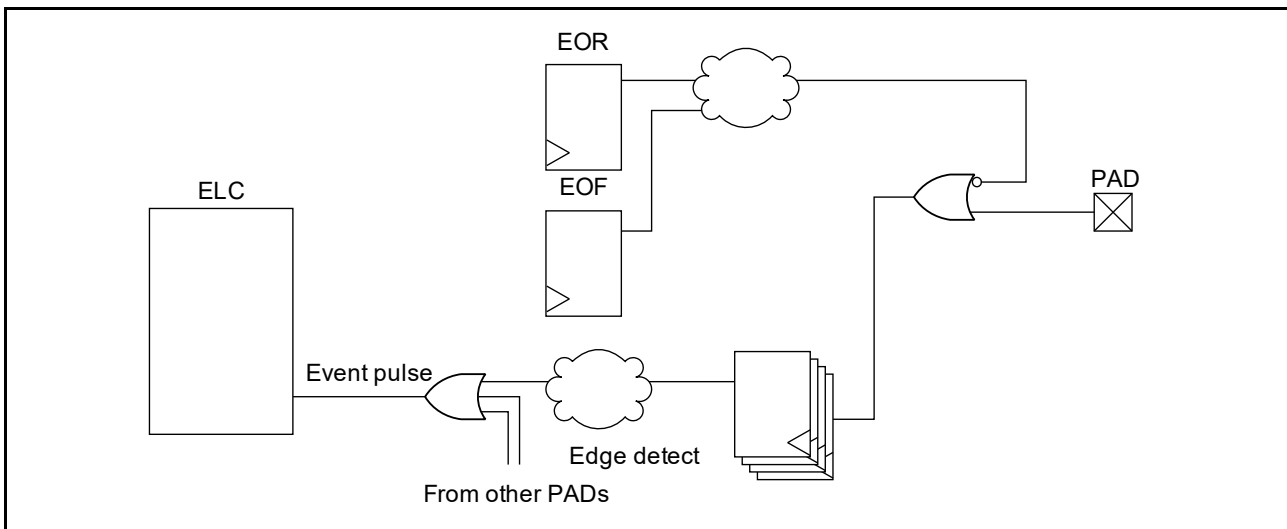 EOR
PAD
EOF
ELC
Event pulse
Edge detect
From other PADs